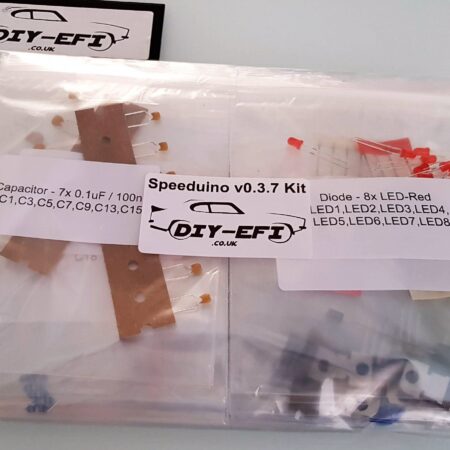 DIY-EFI
.CO.UK
Capacitor - 7x 0.1uF / 100n
C1,C3,C5,C7,C9,C13,C15
Speeduino v0.3.7 Kit
DIY-EFI
.CO.UK
Diode - 8x LED-Red
LED1,LED2,LED3,LED4,
LED5,LED6,LED7,LED8